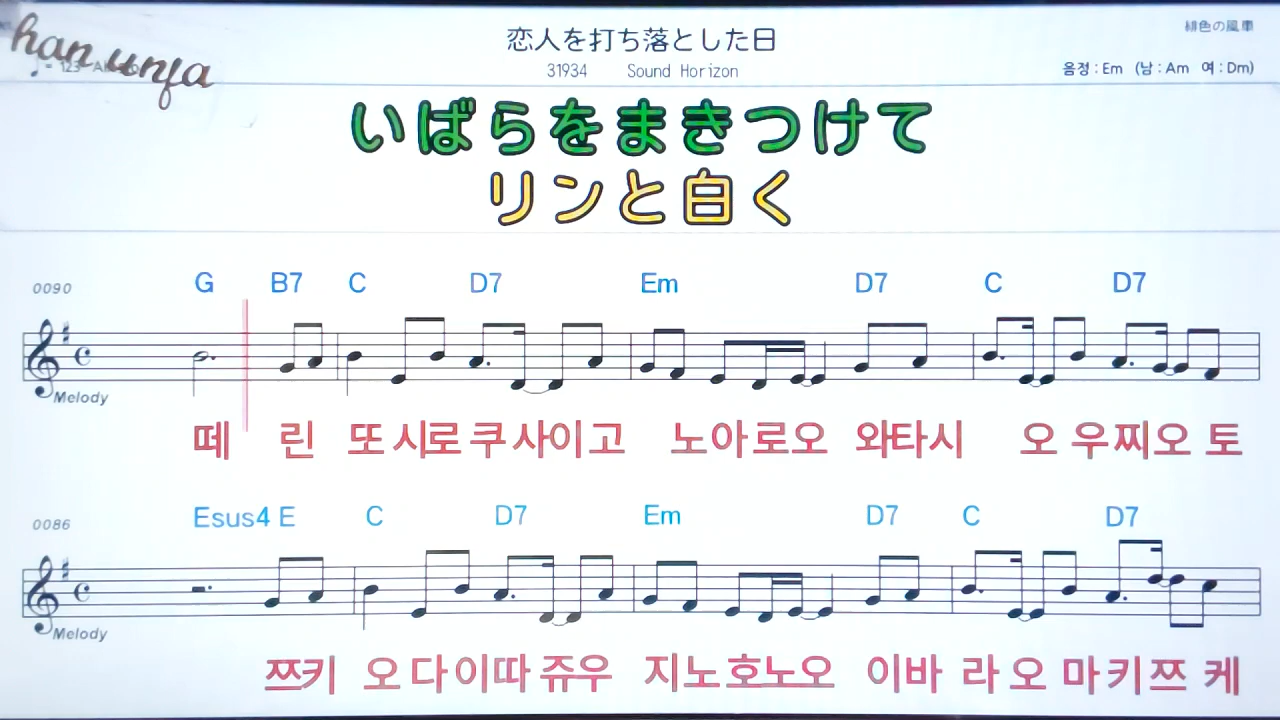 han unja
恋人を打ち落とした日
緋色の風車
31934 Sound Horizon
음정 : Em (남 : Am 여 : Dm)
いばらをまきつけて
リンと白く
0090 G B7 C D7 Em D7 C D7
Melody
떼 린 또 시로 쿠 사이고 노아로오 와타시 오 우찌오 토
0086 Esus4 E C D7 Em D7 C D7
Melody
쯔키 오 다이따 쥬우 지노호노오 이바 라 오 마키쯔 케